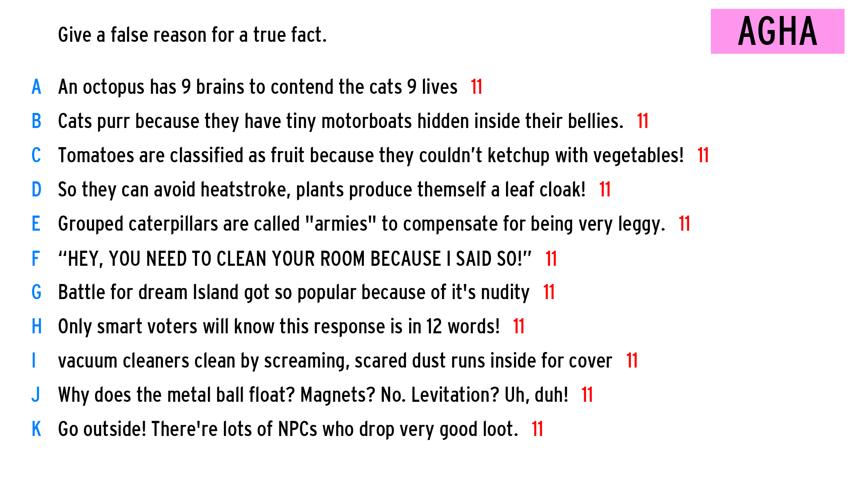 Give a false reason for a true fact.
AGHA
A An octopus has 9 brains to contend the cats 9 lives 11
B Cats purr because they have tiny motorboats hidden inside their bellies. 11
C Tomatoes are classified as fruit because they couldn't ketchup with vegetables! 11
D So they can avoid heatstroke, plants produce themself a leaf cloak! 11
E Grouped caterpillars are called "armies" to compensate for being very leggy. 11
F “HEY, YOU NEED TO CLEAN YOUR ROOM BECAUSE I SAID SO!” 11
G Battle for dream Island got so popular because of it's nudity 11
H Only smart voters will know this response is in 12 words! 11
I vacuum cleaners clean by screaming, scared dust runs inside for cover 11
J Why does the metal ball float? Magnets? No. Levitation? Uh, duh! 11
K Go outside! There're lots of NPCs who drop very good loot. 11